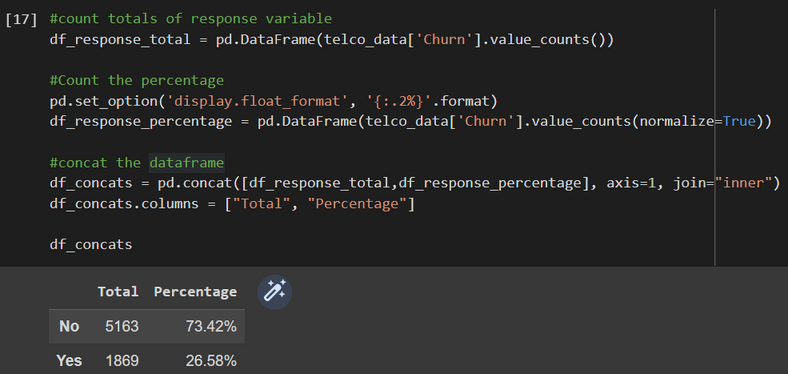 [17] #count totals of response variable
df_response_total = pd.DataFrame(telco_data['Churn'].value_counts())
#Count the percentage
pd.set_option('display.float_format', '{:.2%}'.format)
df_response_percentage = pd.DataFrame(telco_data['Churn'].value_counts(normalize=True))
#concat the dataframe
df_concats = pd.concat([df_response_total,df_response_percentage], axis=1, join="inner")
df_concats.columns = ["Total", "Percentage"]
df_concats
Total Percentage
No 5163 73.42%
Yes 1869 26.58%